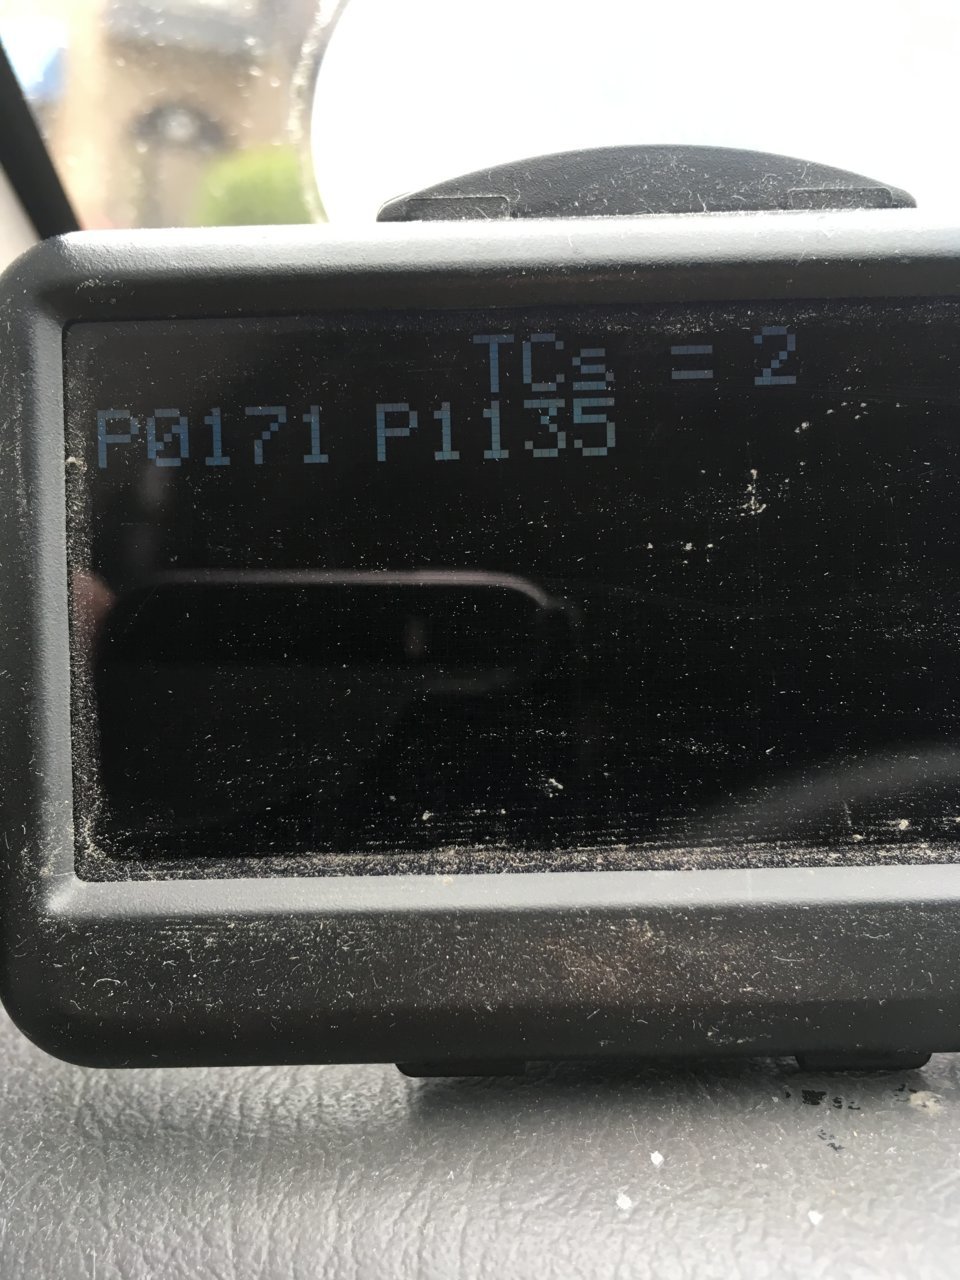 TCs = 2
P0171 P1135